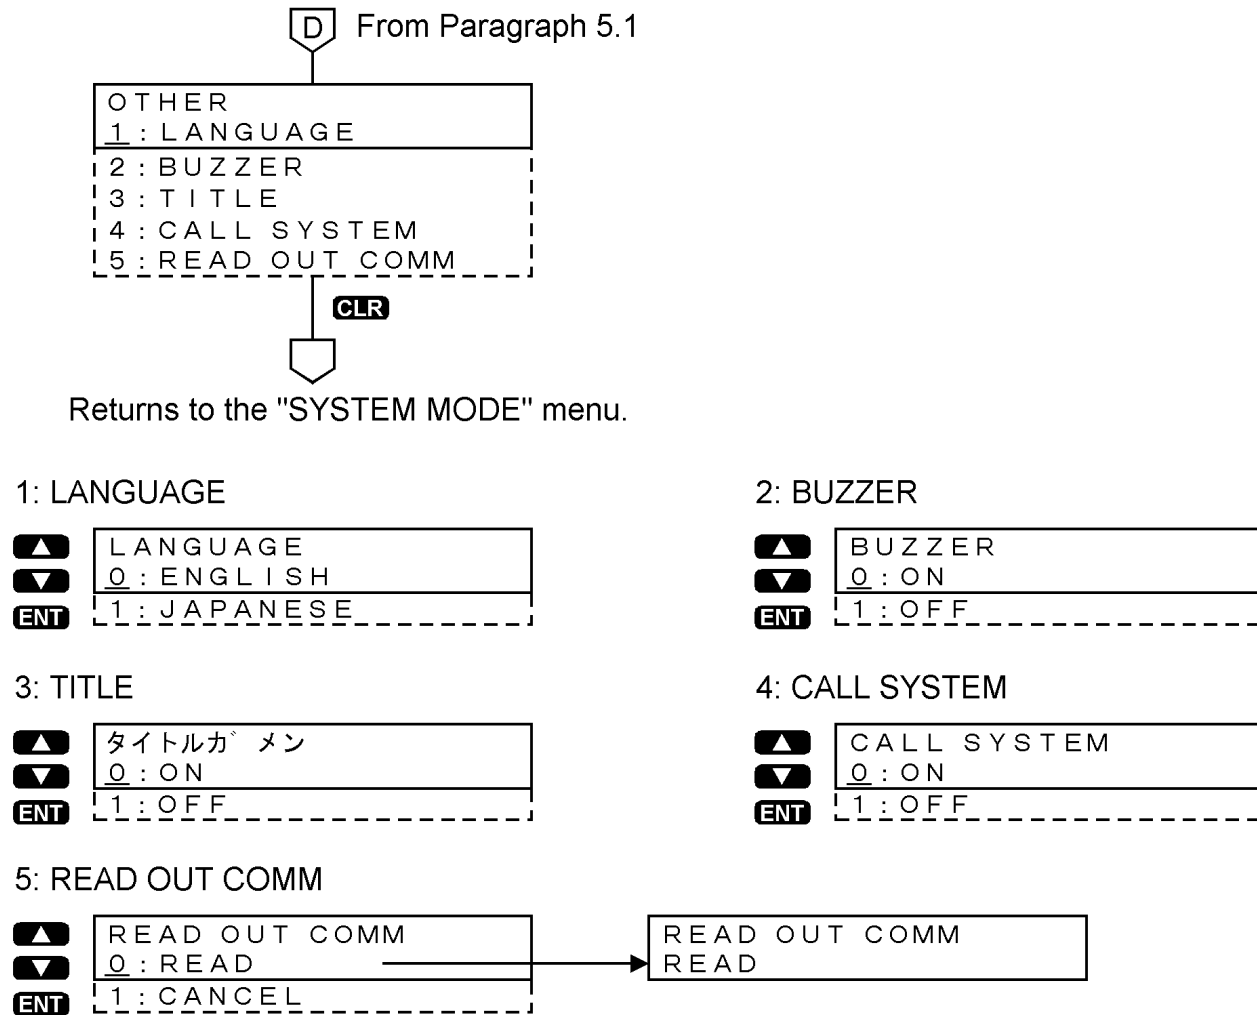 D From Paragraph 5.1
OTHER
1:LANGUAGE
2:BUZZER
3:TITLE
4:CALL SYSTEM
5:READ OUT COMM
CLR
Returns to the "SYSTEM MODE" menu.
1: LANGUAGE
LANGUAGE
0:ENGLISH
ENT 1:JAPANESE
2: BUZZER
BUZZER
0:ON
ENT 1:OFF
3: TITLE
タイトルガ メン
0:ON
ENT 1:OFF
4: CALL SYSTEM
CALL SYSTEM
0:ON
ENT 1:OFF
5: READ OUT COMM
READ OUT COMM
0:READ
ENT 1:CANCEL
READ OUT COMM
READ